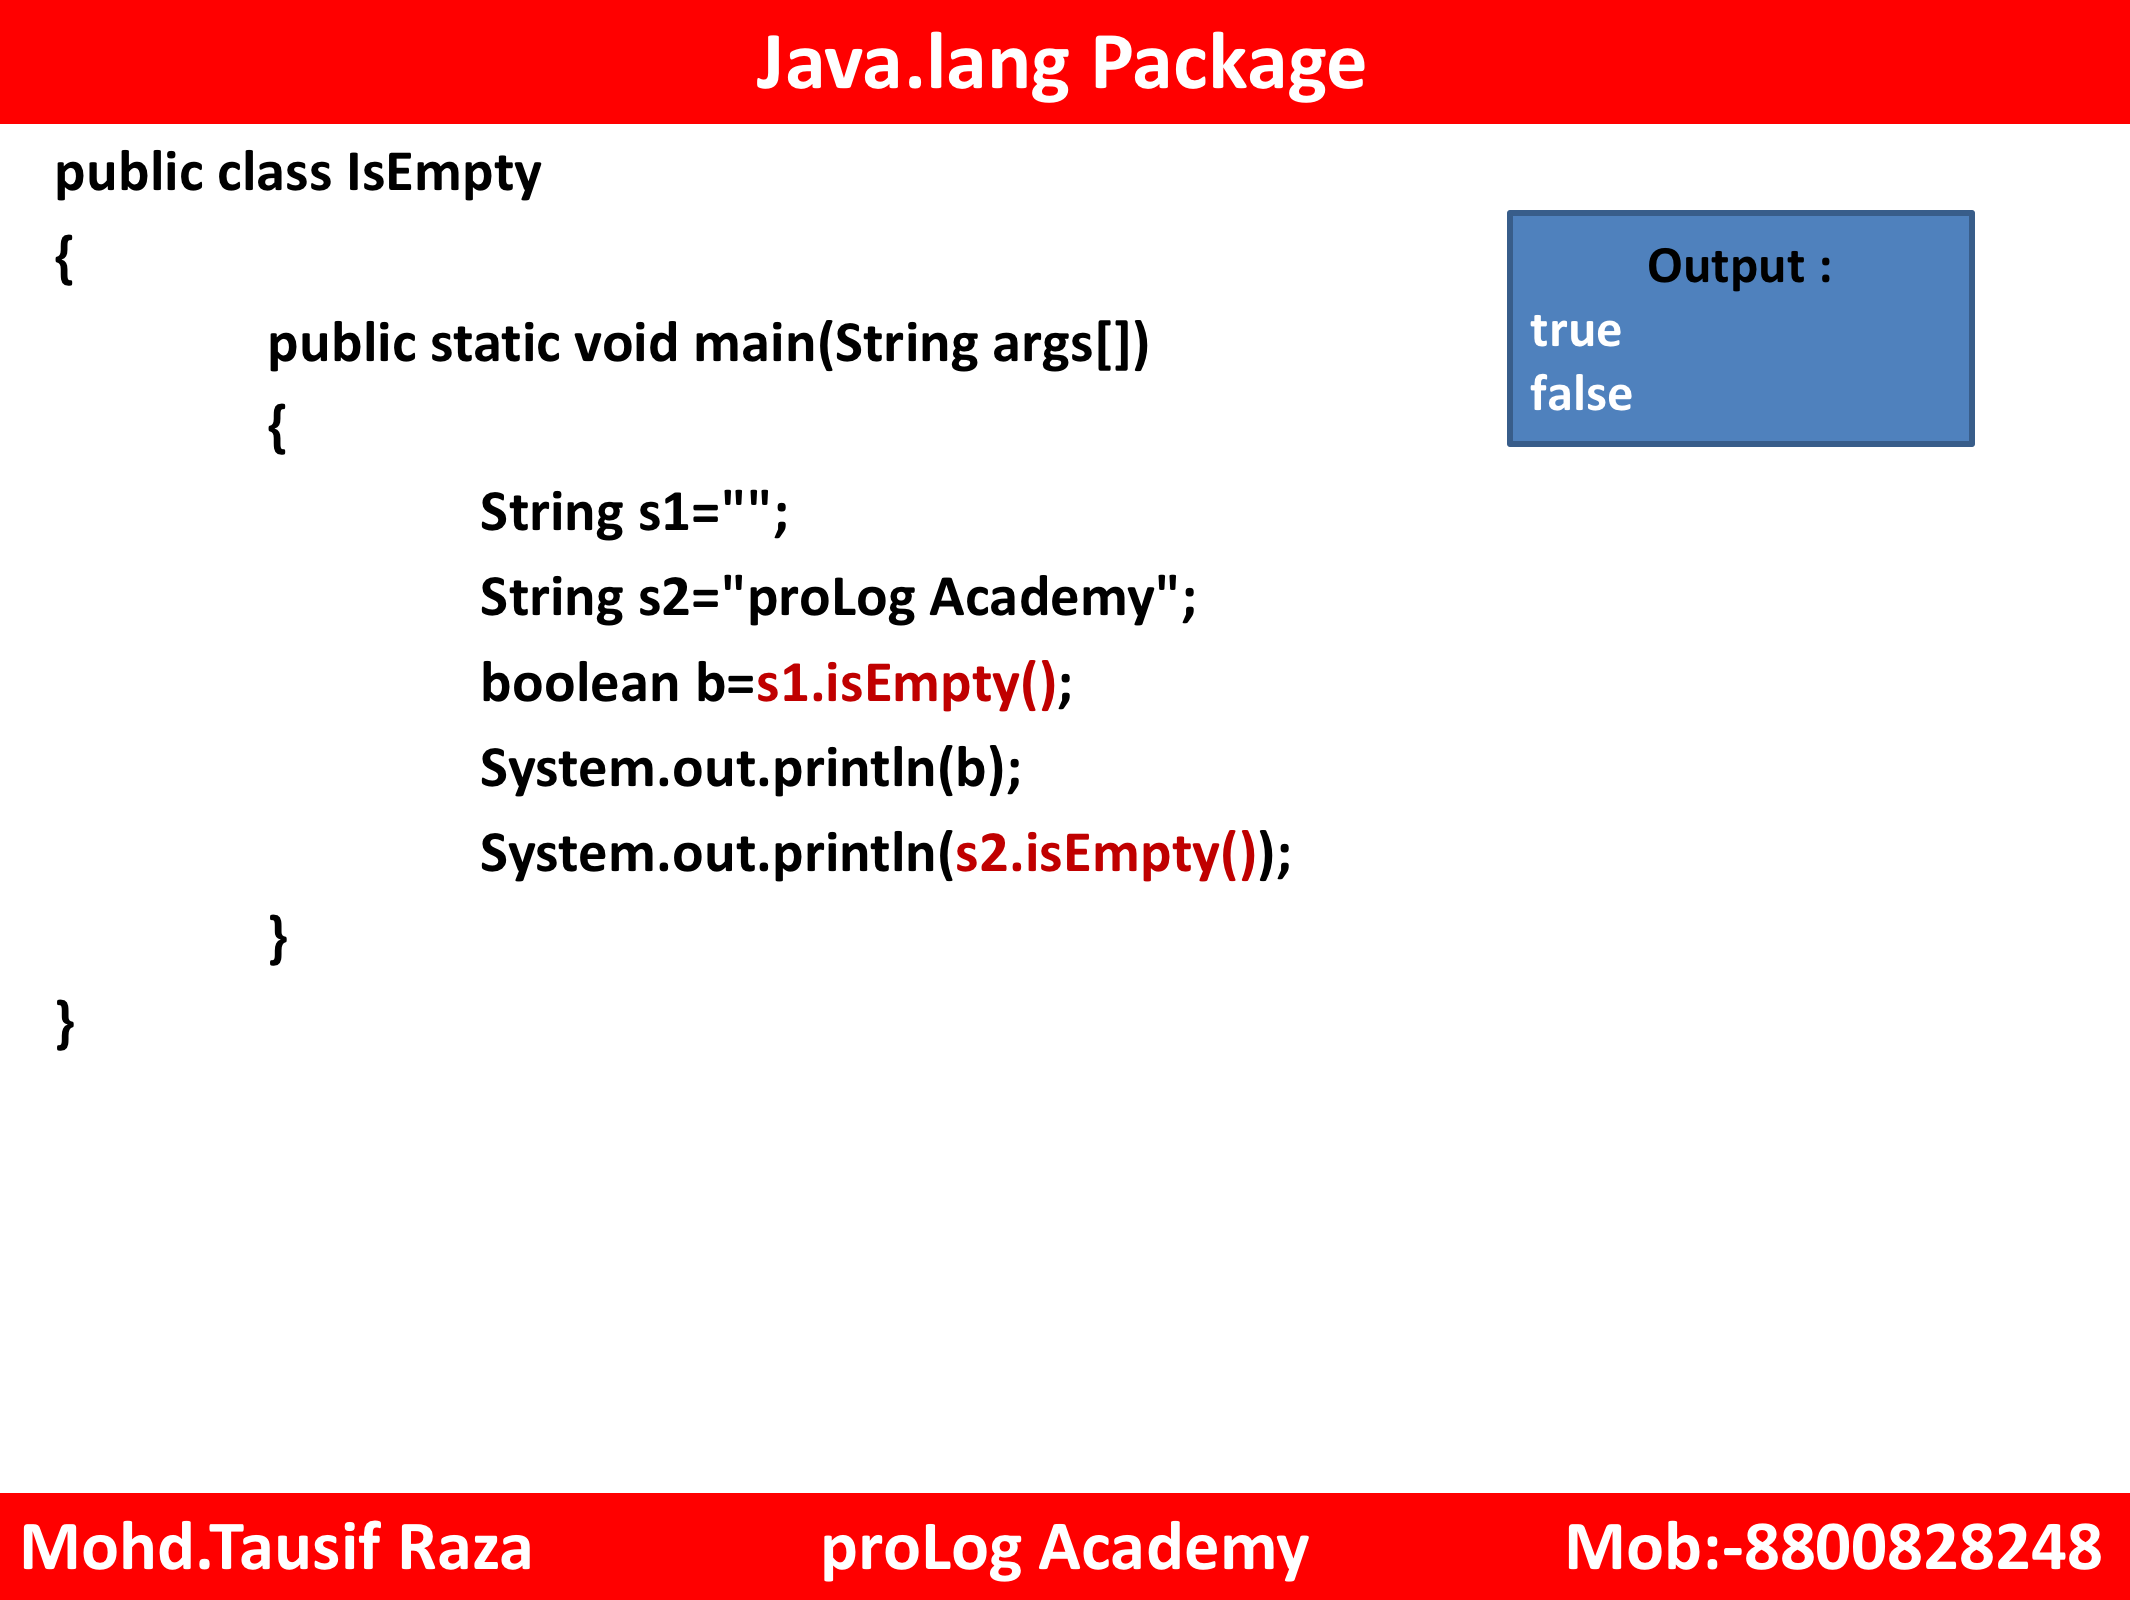 Java.lang Package
public class IsEmpty
{
public static void main(String args[])
{
String s1="";
String s2="proLog Academy";
boolean b=s1.isEmpty();
System.out.println(b);
System.out.println(s2.isEmpty());
}
}
Output :
true
false
Mohd.Tausif Raza proLog Academy Mob:-8800828248